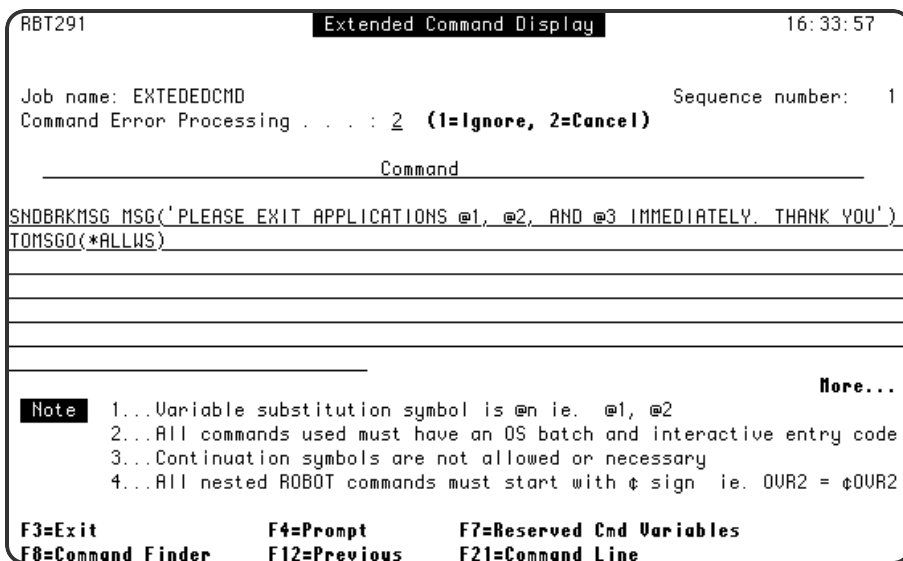 RBT291 Extended Command Display 16:33:57
Job name: EXTEDEDCMD Sequence number: 1
Command Error Processing . . . : 2 (1=Ignore, 2=Cancel)
Command
SNDBRKMSG MSG('PLEASE EXIT APPLICATIONS @1, @2, AND @3 IMMEDIATELY. THANK YOU')
TOMSGQ(*ALLWS)
More...
Note 1...Variable substitution symbol is @n ie. @1, @2
2...All commands used must have an OS batch and interactive entry code
3...Continuation symbols are not allowed or necessary
4...All nested ROBOT commands must start with ¢ sign ie. OVR2 = ¢OVR2
F3=Exit F4=Prompt F7=Reserved Cmd Variables
F8=Command Finder F12=Previous F21=Command Line